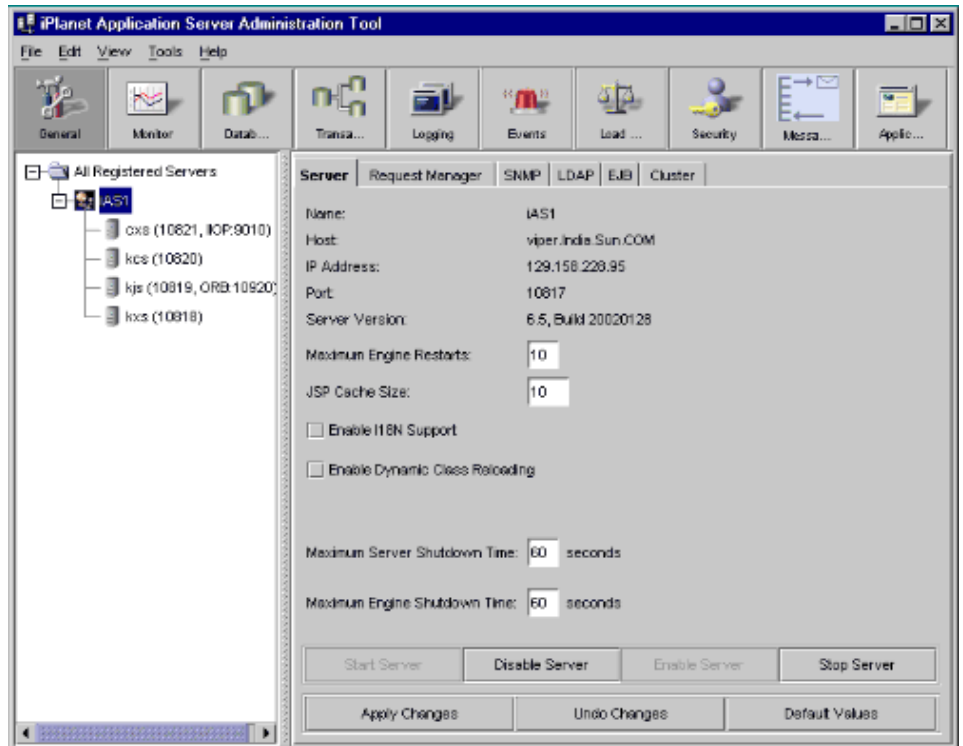 iPlanet Application Server Administration Tool
File Edit View Tools Help
General Monitor Datab... Transa... Logging Events Load ... Security Messa... Applic...
All Registered Servers
iAS1
cxs (10821, IIOP:9010)
kcs (10820)
kjs (10819, ORB:10920)
kxs (10818)
Server Request Manager SNMP LDAP EJB Cluster
Name: iAS1
Host: viper.India.Sun.COM
IP Address: 129.158.228.95
Port: 10817
Server Version: 6.5, Build 20020128
Maximum Engine Restarts: 10
JSP Cache Size: 10
Enable I18N Support
Enable Dynamic Class Reloading
Maximum Server Shutdown Time: 60 seconds
Maximum Engine Shutdown Time: 60 seconds
Start Server Disable Server Enable Server Stop Server
Apply Changes Undo Changes Default Values